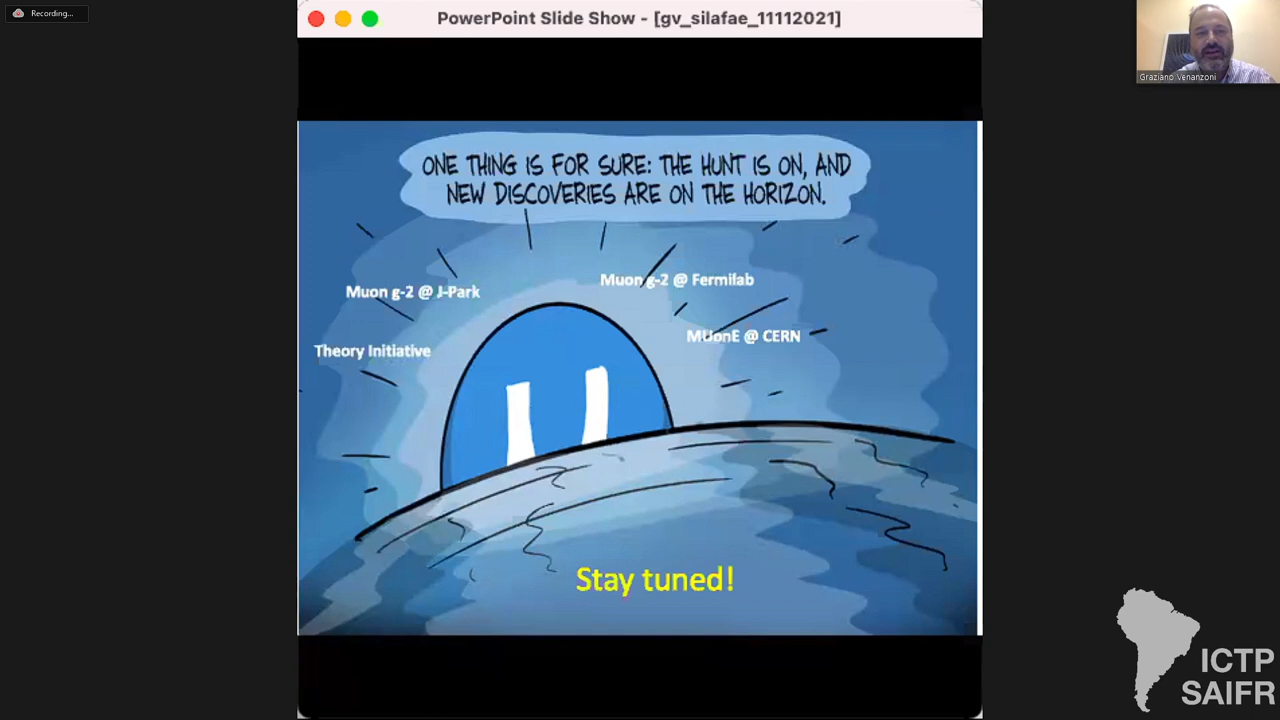 Recording...
PowerPoint Slide Show - [gv_silafae_11112021]
Graziano Venanzoni
ONE THING IS FOR SURE: THE HUNT IS ON, AND
NEW DISCOVERIES ARE ON THE HORIZON.
Muon g-2 @ Fermilab
Muon g-2 @ J-Park
MUonE @ CERN
Theory Initiative
Stay tuned!
ICTP
SAIFR